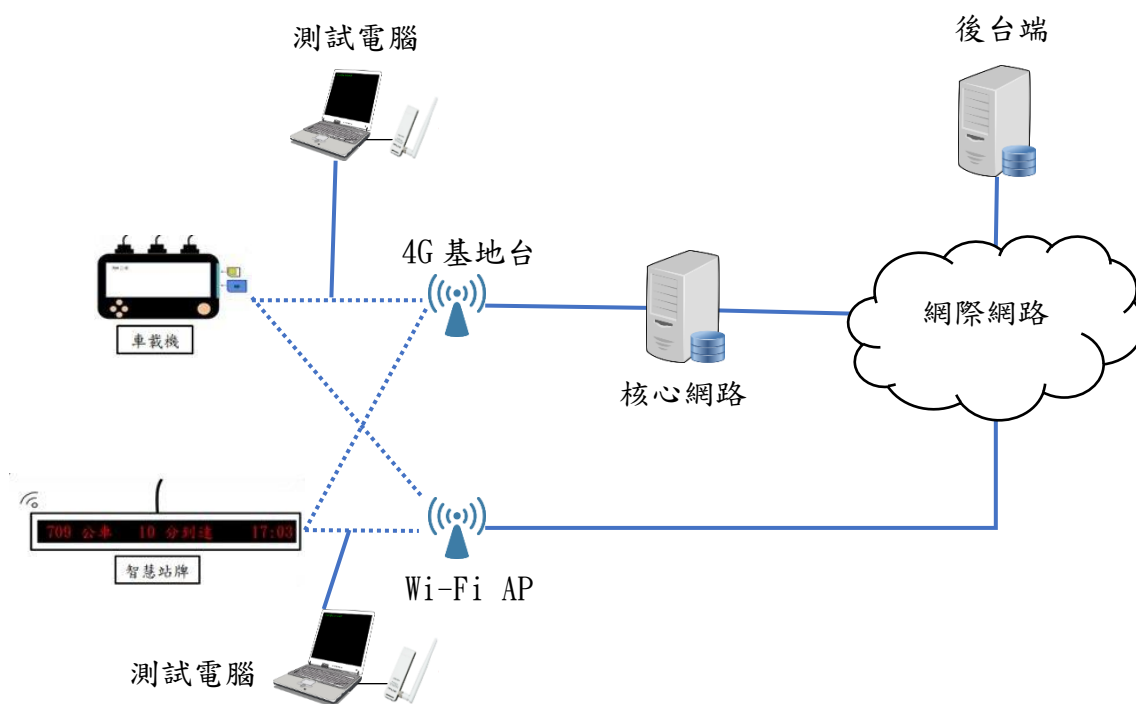 測試電腦
後台端
4G 基地台
網際網路
車載機
核心網路
709 公車 10 分到達 17:03
智慧站牌
Wi-Fi AP
測試電腦